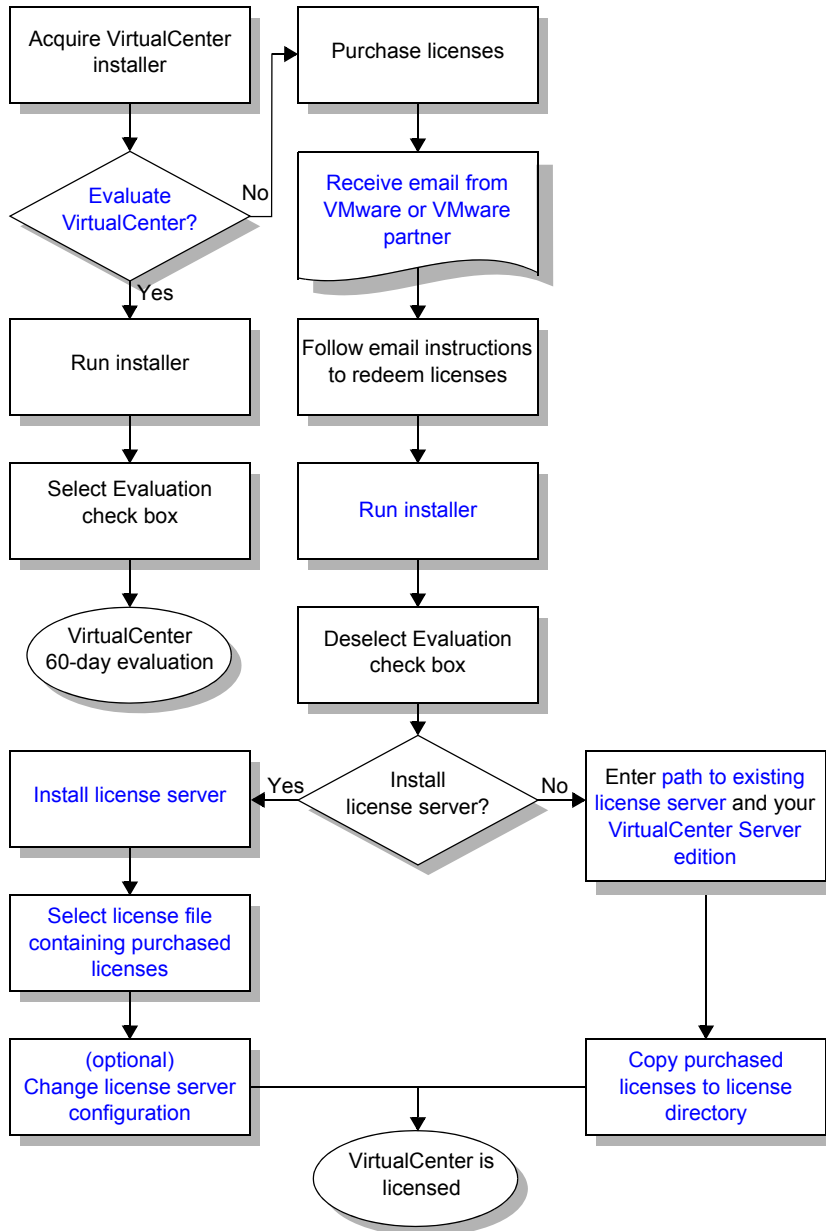 Acquire VirtualCenter
installer
Evaluate
VirtualCenter?
No
Yes
Run installer
Select Evaluation
check box
VirtualCenter
60-day evaluation
Purchase licenses
Receive email from
VMware or VMware
partner
Follow email instructions
to redeem licenses
Run installer
Deselect Evaluation
check box
Install
license server?
Yes
No
Install license server
Select license file
containing purchased
licenses
(optional)
Change license server
configuration
Enter path to existing
license server and your
VirtualCenter Server
edition
Copy purchased
licenses to license
directory
VirtualCenter is
licensed